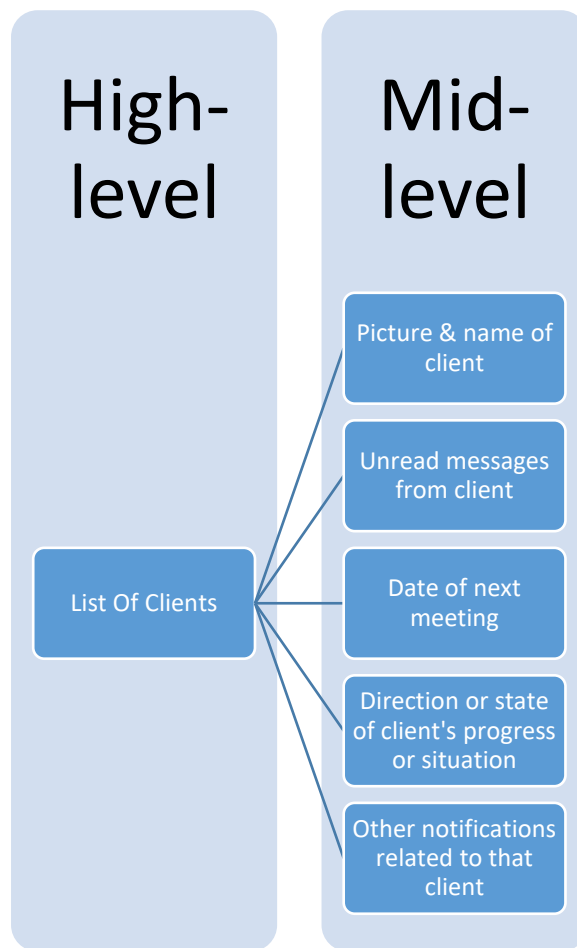 High-
level
Mid-
level
List Of Clients
Picture & name of
client
Unread messages
from client
Date of next
meeting
Direction or state
of client's progress
or situation
Other notifications
related to that
client